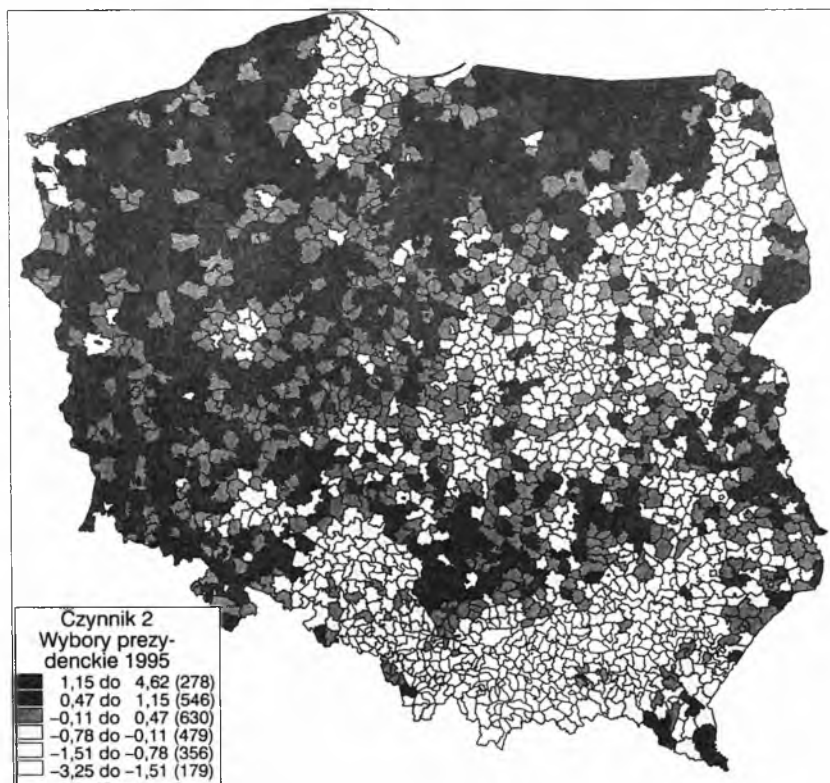 Czynnik 2
Wybory prezy-
denckie 1995
1,15 do 4,62 (278)
0,47 do 1,15 (546)
−0,11 do 0,47 (630)
−0,78 do −0,11 (479)
−1,51 do −0,78 (356)
−3,25 do −1,51 (179)